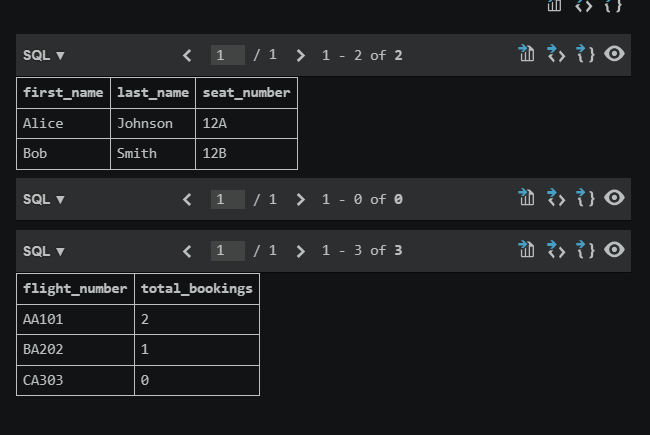 SQL ▼ < 1 / 1 > 1 - 2 of 2
first_name last_name seat_number
Alice Johnson 12A
Bob Smith 12B
SQL ▼ < 1 / 1 > 1 - 0 of 0
SQL ▼ < 1 / 1 > 1 - 3 of 3
flight_number total_bookings
AA101 2
BA202 1
CA303 0